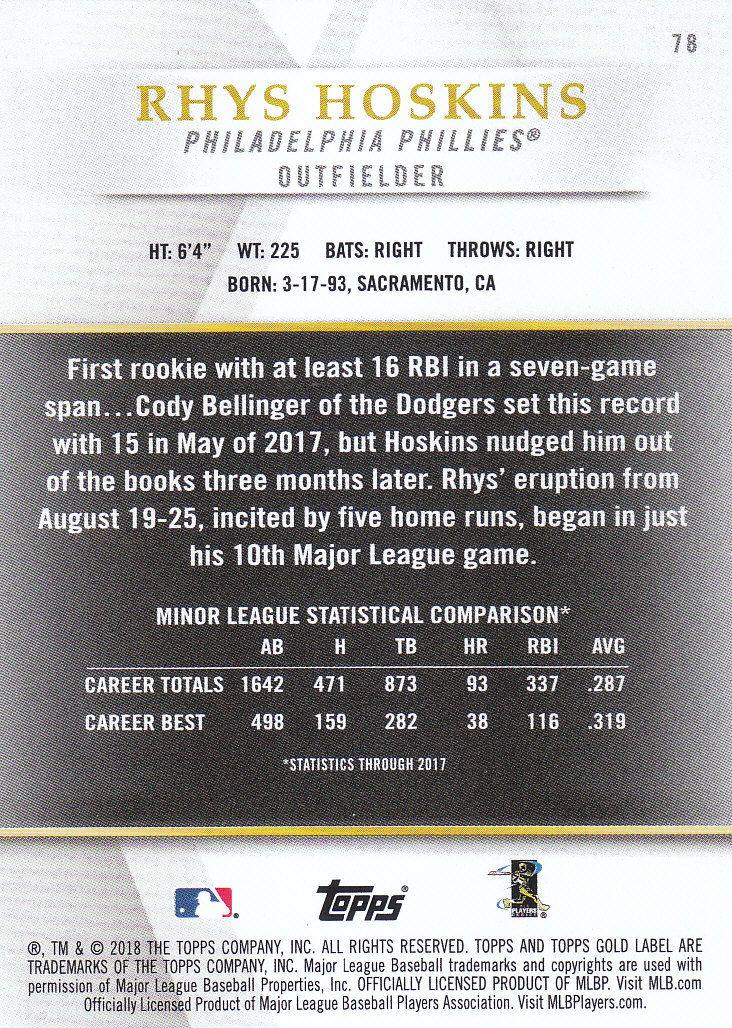 78
RHYS HOSKINS
PHILADELPHIA PHILLIES®
OUTFIELDER
HT: 6'4" WT: 225 BATS: RIGHT THROWS: RIGHT
BORN: 3-17-93, SACRAMENTO, CA
First rookie with at least 16 RBI in a seven-game
span...Cody Bellinger of the Dodgers set this record
with 15 in May of 2017, but Hoskins nudged him out
of the books three months later. Rhys' eruption from
August 19-25, incited by five home runs, began in just
his 10th Major League game.
MINOR LEAGUE STATISTICAL COMPARISON*
AB H TB HR RBI AVG
CAREER TOTALS 1642 471 873 93 337 .287
CAREER BEST 498 159 282 38 116 .319
*STATISTICS THROUGH 2017
topps®
PLAYERS
®, TM & © 2018 THE TOPPS COMPANY, INC. ALL RIGHTS RESERVED. TOPPS AND TOPPS GOLD LABEL ARE
TRADEMARKS OF THE TOPPS COMPANY, INC. Major League Baseball trademarks and copyrights are used with
permission of Major League Baseball Properties, Inc. OFFICIALLY LICENSED PRODUCT OF MLBP. Visit MLB.com
Officially Licensed Product of Major League Baseball Players Association. Visit MLBPlayers.com.